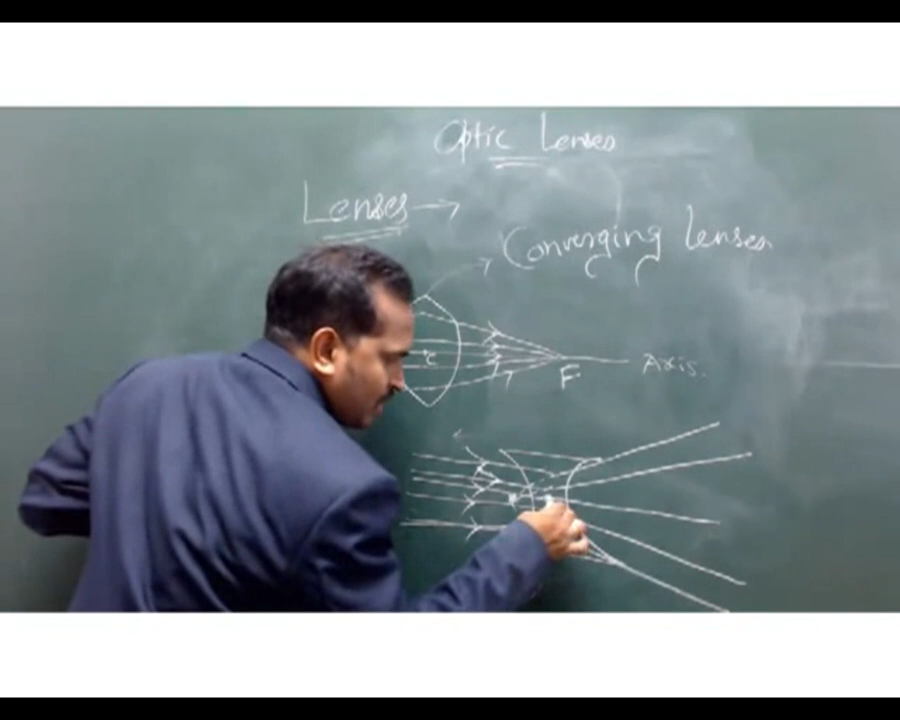 Optic Lenses
Lenses →
Converging lenses
c
F
Axis.